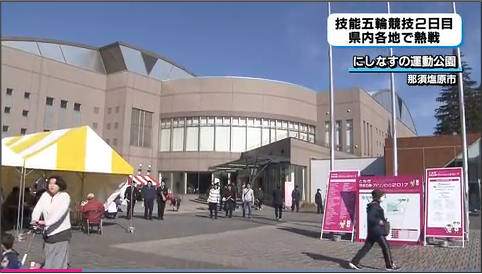 技能五輪競技２日目
県内各地で熱戦
にしなすの運動公園
那須塩原市
2017